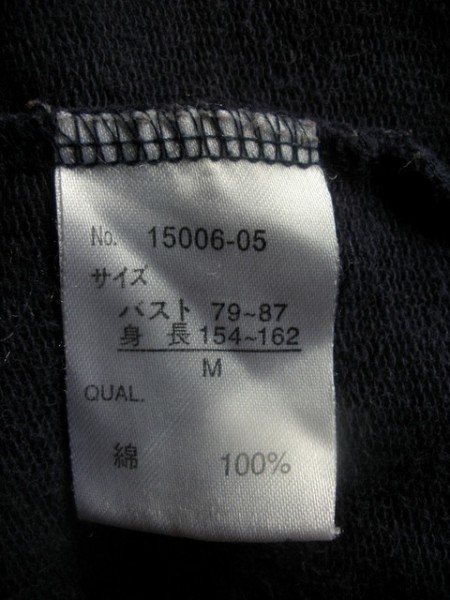 No. 15006-05
サイズ
バスト 79~87
身 長 154~162
M
QUAL.
綿 100%